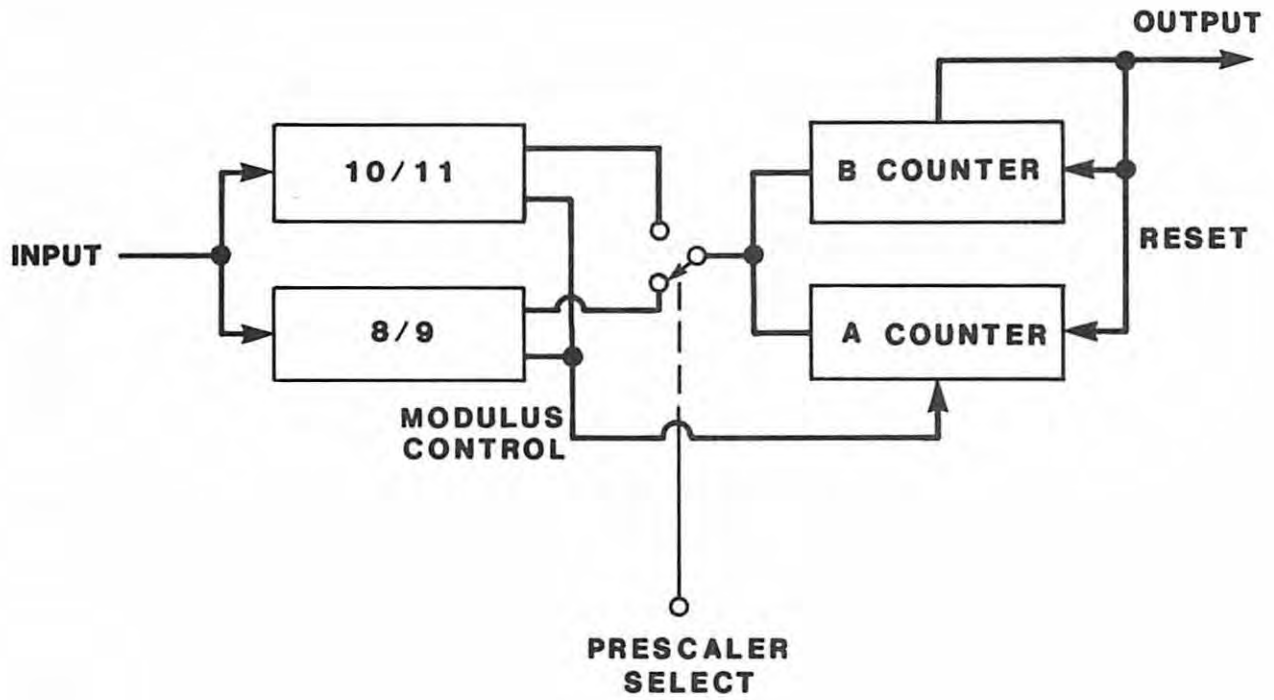 OUTPUT
10/11
B COUNTER
INPUT
RESET
8/9
A COUNTER
MODULUS
CONTROL
PRESCALER
SELECT